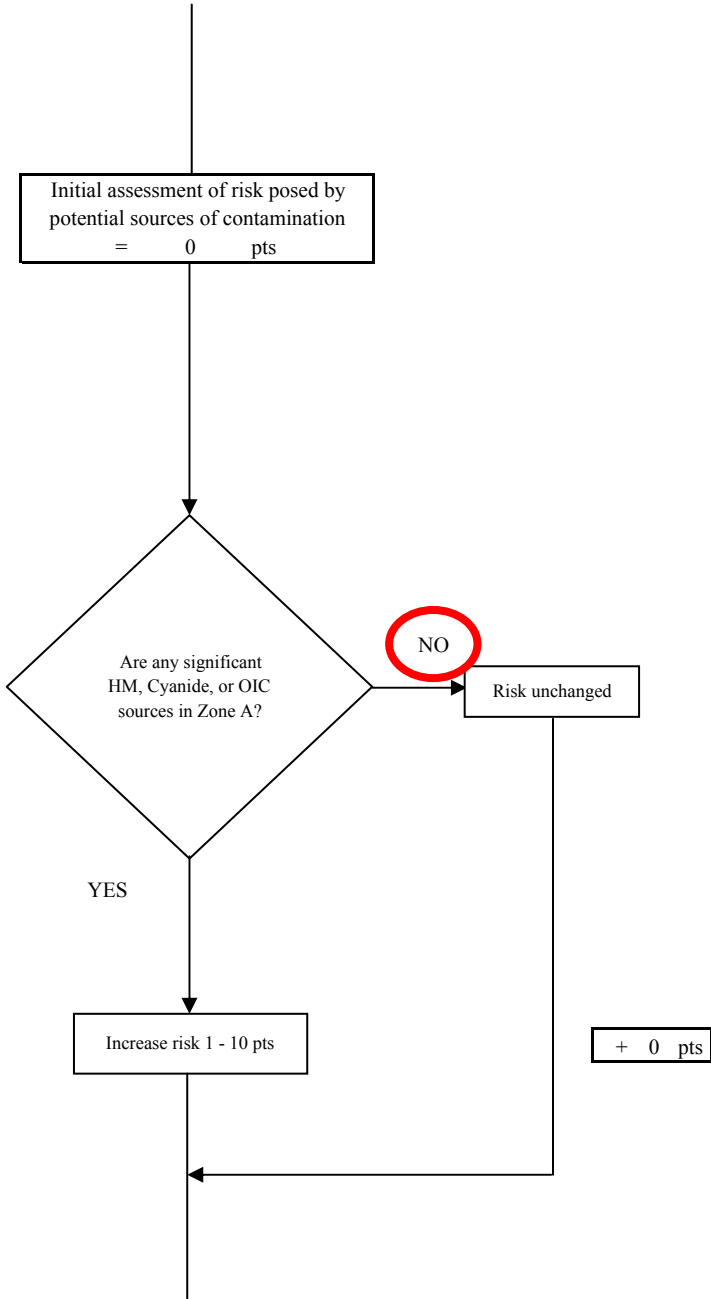 Initial assessment of risk posed by
potential sources of contamination
= 0 pts
NO
Are any significant
HM, Cyanide, or OIC
sources in Zone A?
Risk unchanged
YES
Increase risk 1 - 10 pts
+ 0 pts